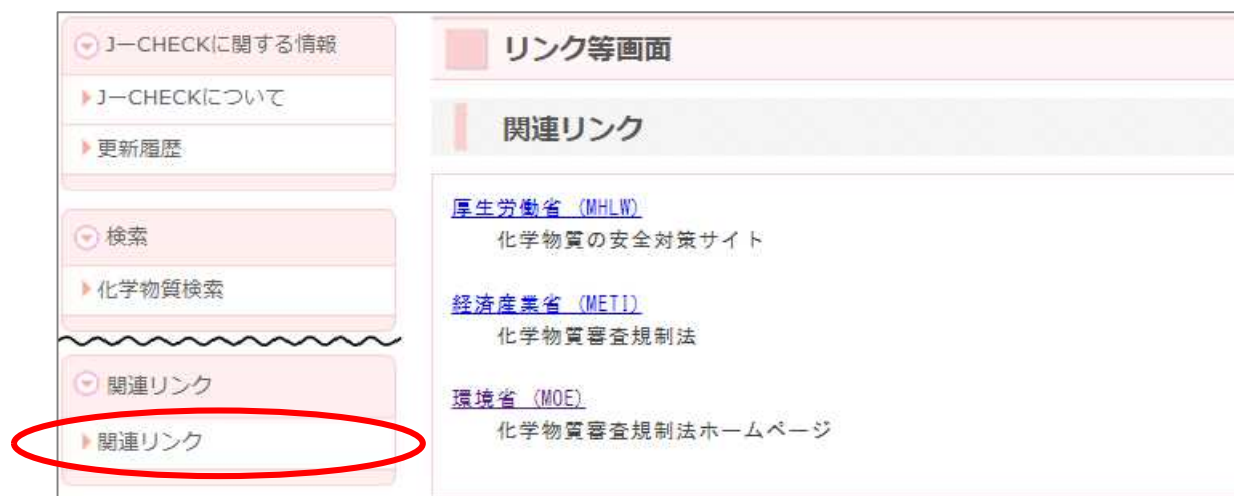 JーCHECKに関する情報
JーCHECKについて
更新履歴
検索
化学物質検索
関連リンク
関連リンク
リンク等画面
関連リンク
厚生労働省 (MHLW)
化学物質の安全対策サイト
経済産業省 (METI)
化学物質審査規制法
環境省 (MOE)
化学物質審査規制法ホームページ